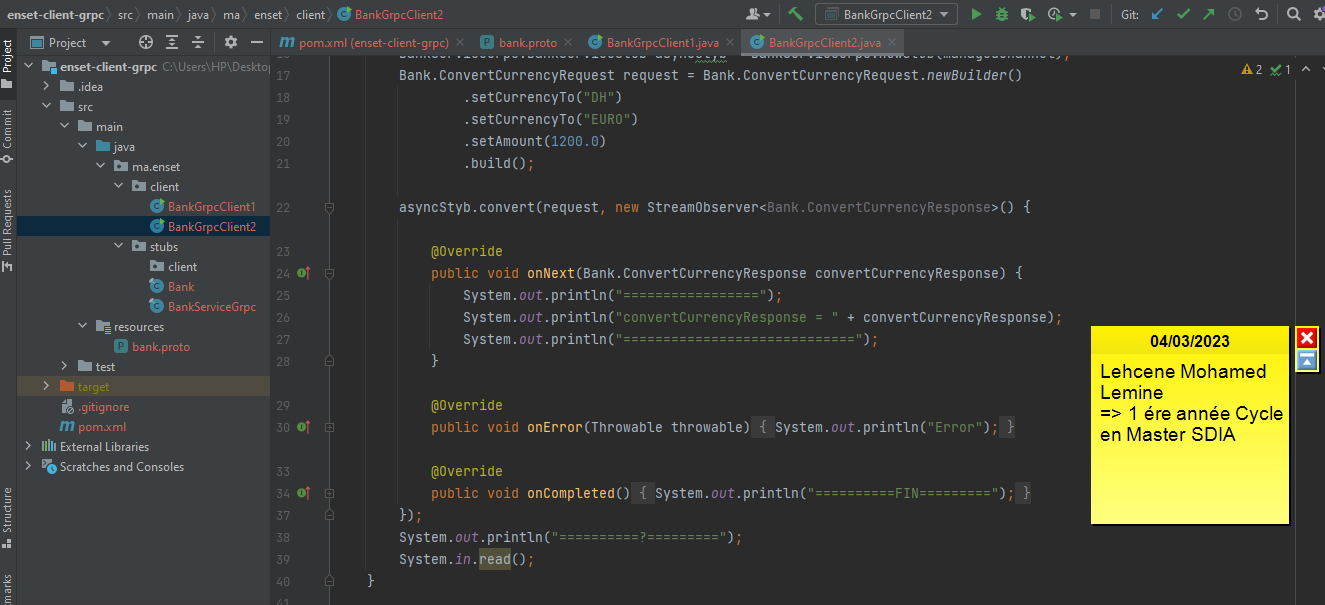 enset-client-grpc src main java ma enset client BankGrpcClient2 BankGrpcClient2 Git:
Project pom.xml (enset-client-grpc) bank.proto BankGrpcClient1.java BankGrpcClient2.java
Project
Commit
Pull Requests
Structure
enset-client-grpc C:\Users\HP\Deskto
.idea
src
main
java
ma.enset
client
BankGrpcClient1
BankGrpcClient2
stubs
client
Bank
BankServiceGrpc
resources
bank.proto
test
target
.gitignore
pom.xml
External Libraries
Scratches and Consoles
2 1
17 Bank.ConvertCurrencyRequest request = Bank.ConvertCurrencyRequest.newBuilder()
18 .setCurrencyTo("DH")
19 .setCurrencyTo("EURO")
20 .setAmount(1200.0)
21 .build();
22 asyncStyb.convert(request, new StreamObserver<Bank.ConvertCurrencyResponse>() {
23 @Override
24 public void onNext(Bank.ConvertCurrencyResponse convertCurrencyResponse) {
25 System.out.println("=================");
26 System.out.println("convertCurrencyResponse = " + convertCurrencyResponse);
27 System.out.println("=============================");
28 }
29 @Override
30 public void onError(Throwable throwable) { System.out.println("Error"); }
33 @Override
34 public void onCompleted() { System.out.println("==========FIN========="); }
37 });
38 System.out.println("==========?=========");
39 System.in.read();
40 }
04/03/2023
Lehcene Mohamed
Lemine
=> 1 ére année Cycle
en Master SDIA